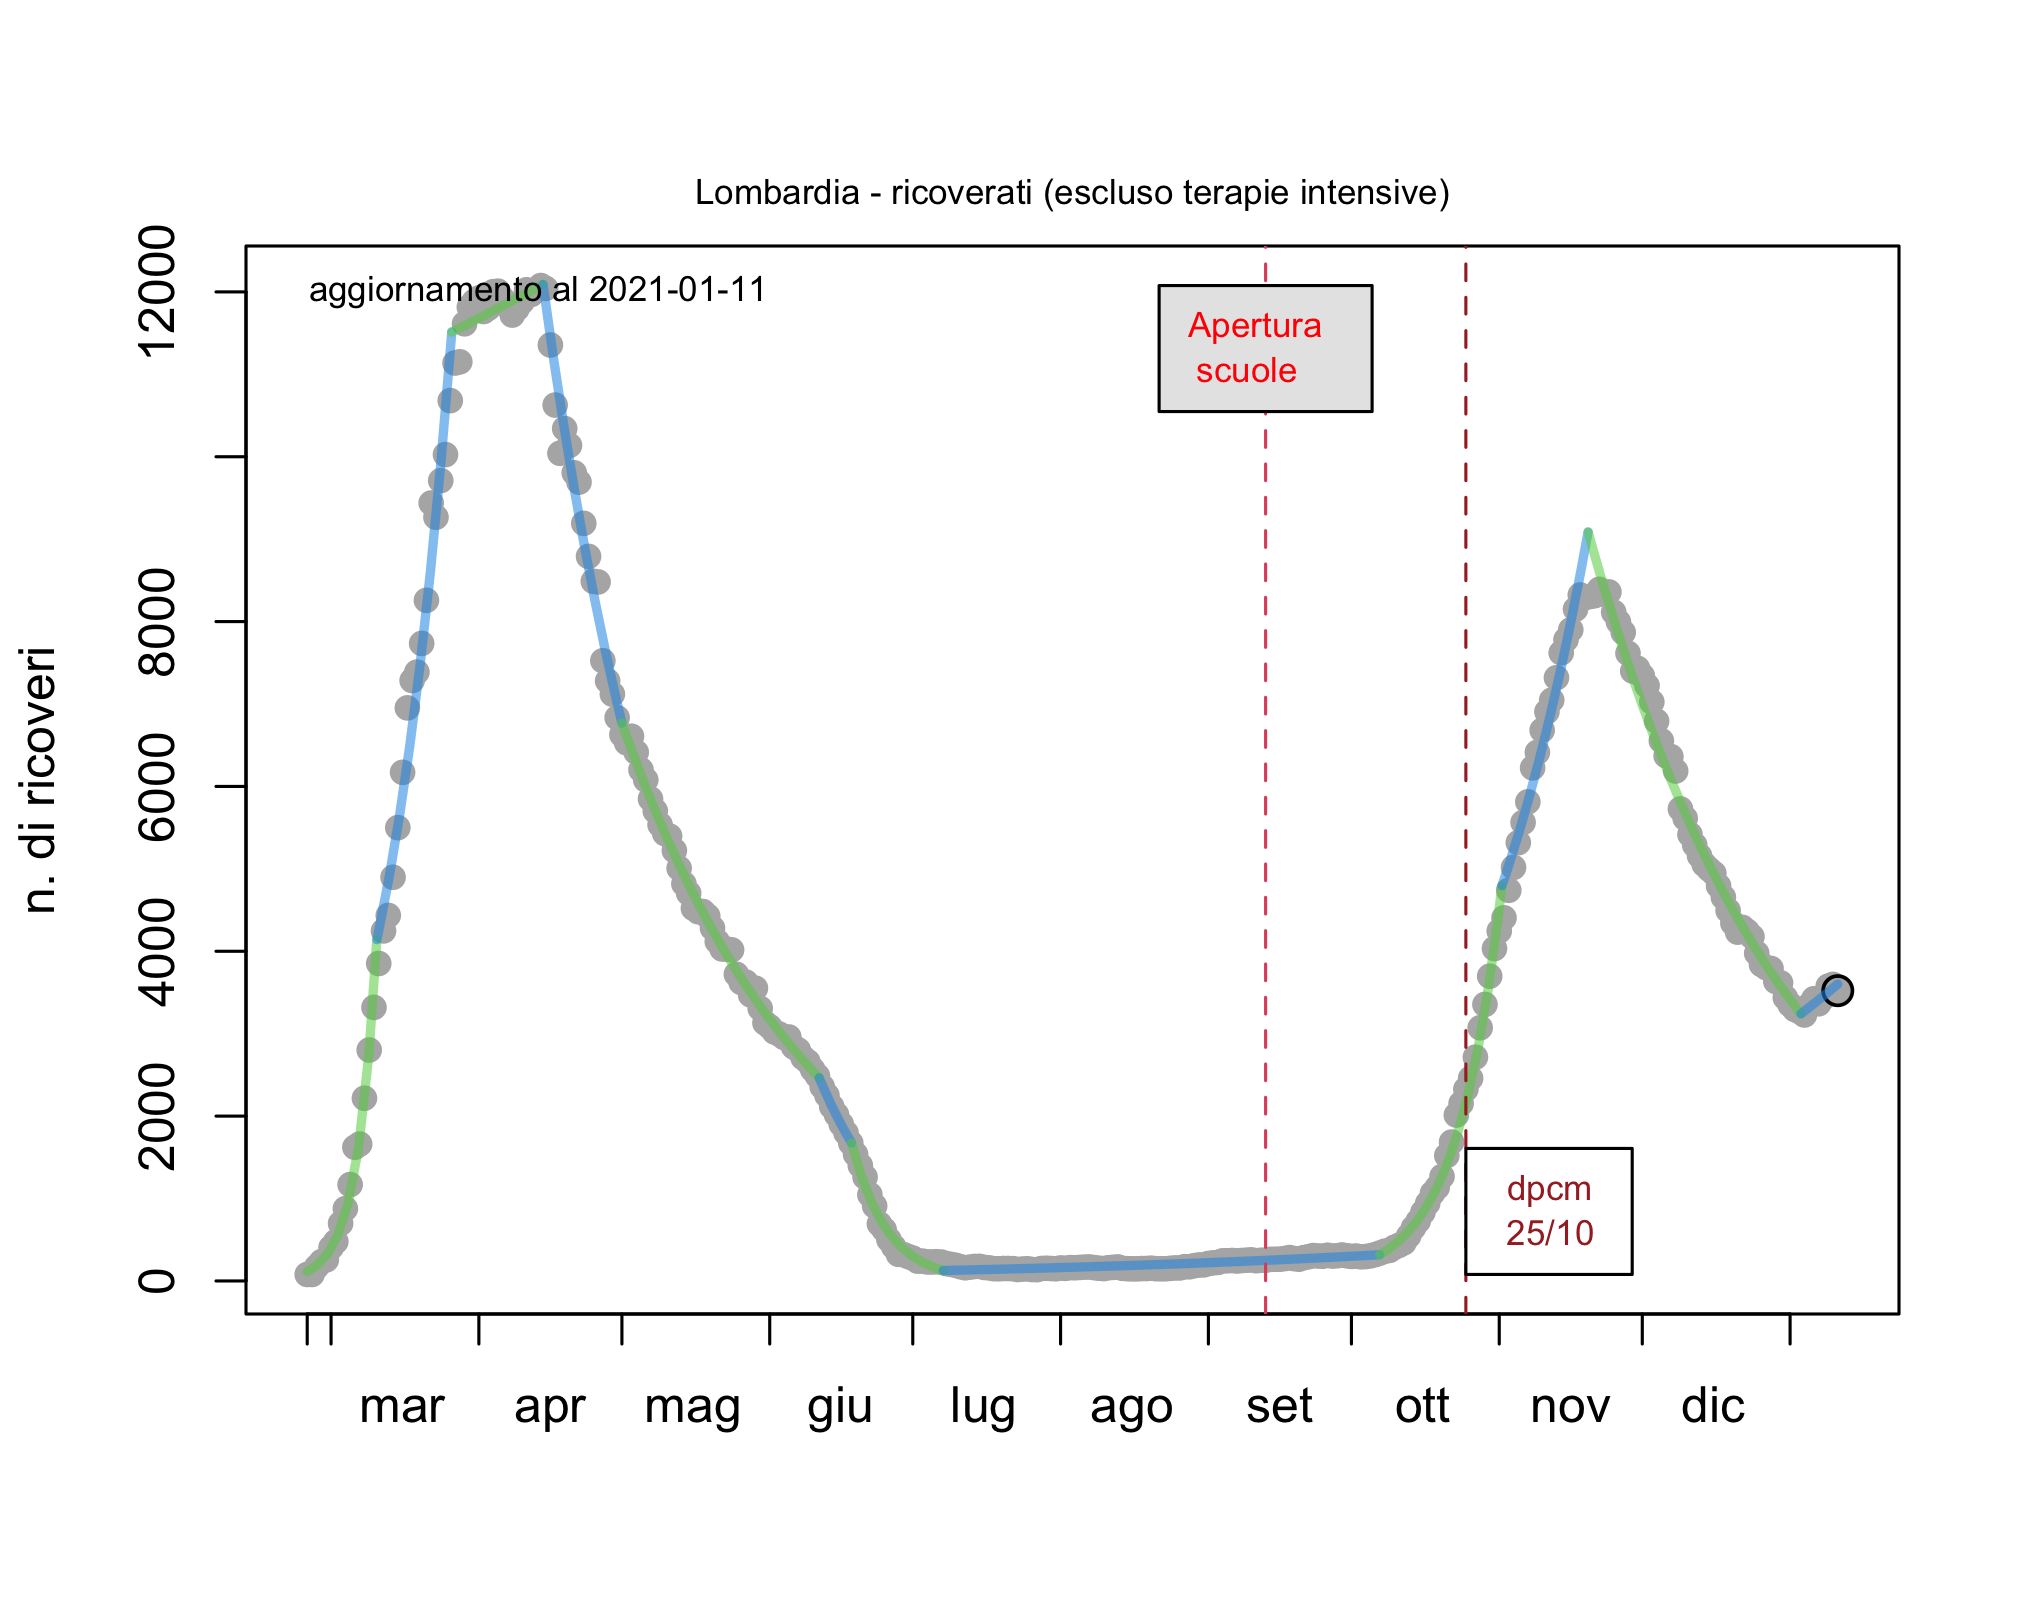 Lombardia - ricoverati (escluso terapie intensive)
aggiornamento al 2021-01-11
Apertura
scuole
dpcm
25/10
n. di ricoveri
12000
8000
6000
4000
2000
0
mar apr mag giu lug ago set ott nov dic